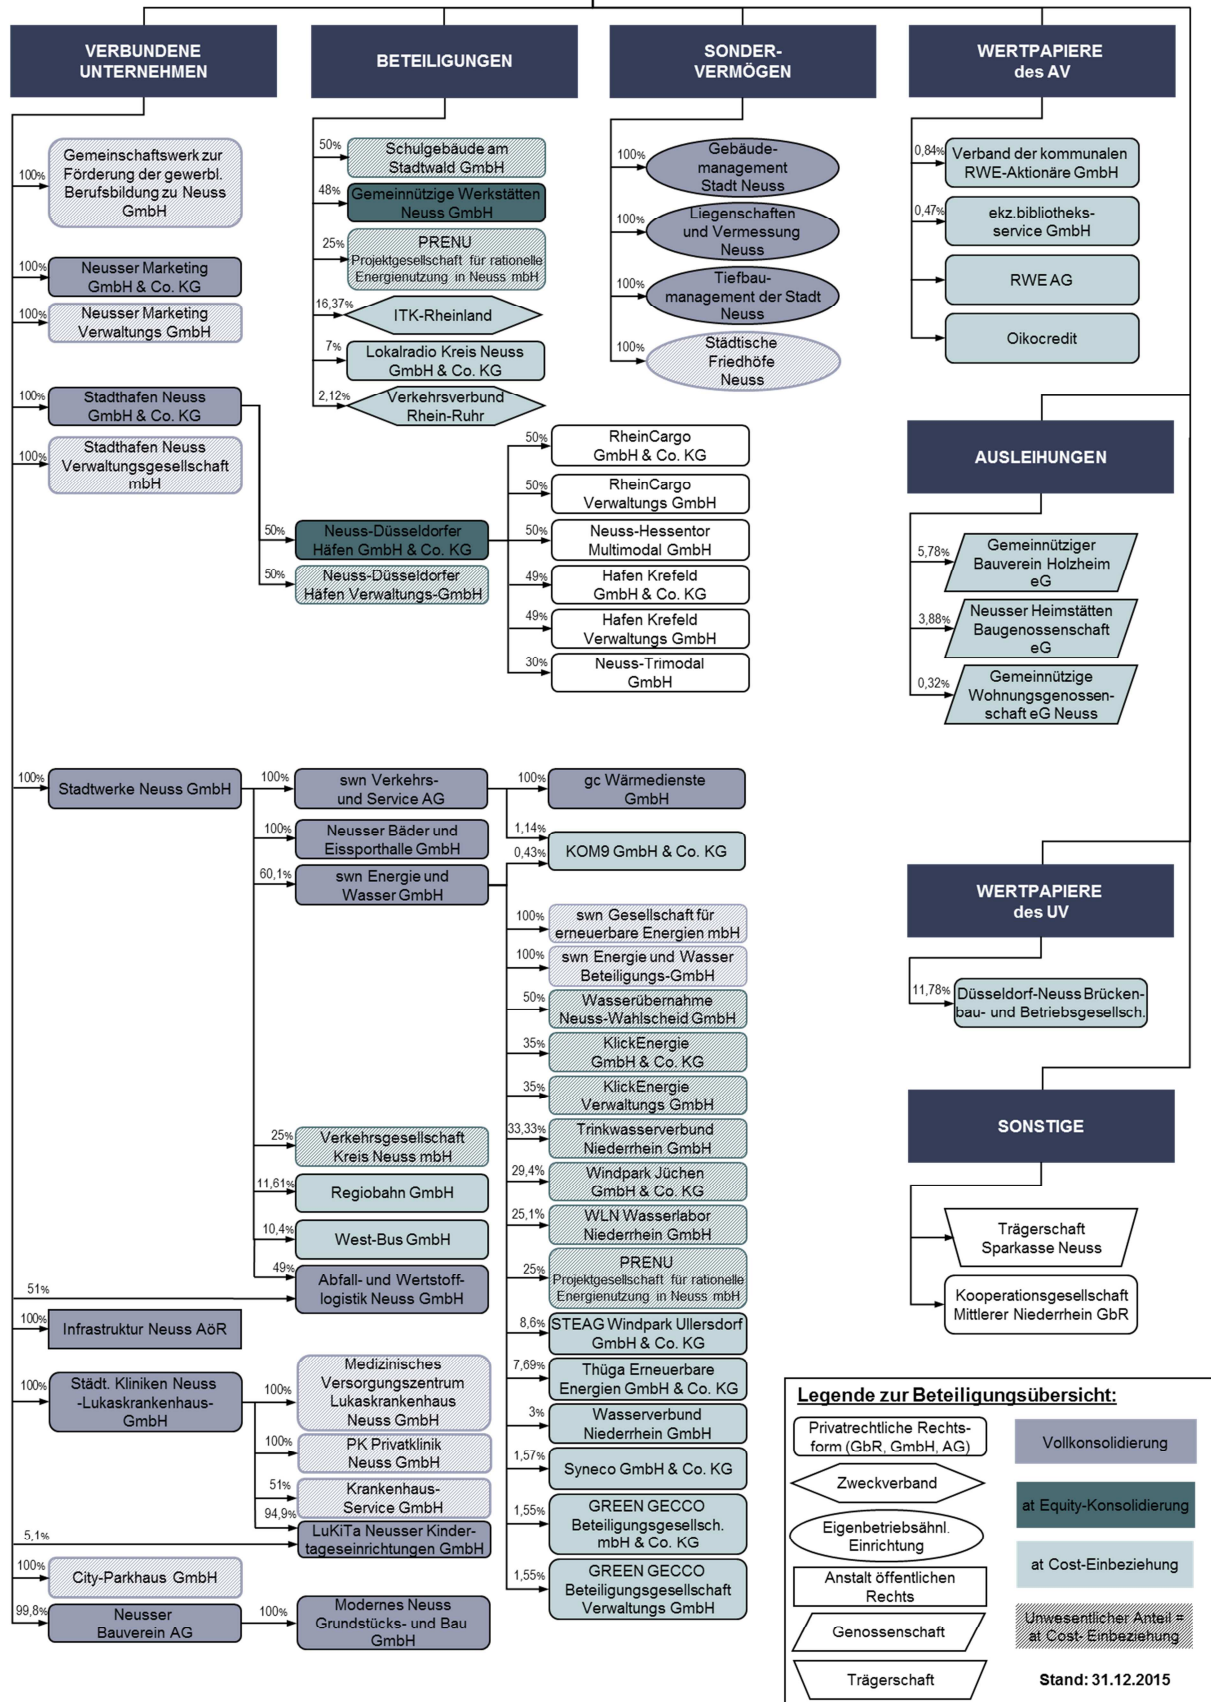 VERBUNDENE
UNTERNEHMEN
100%
Gemeinschaftswerk zur
Förderung der gewerbl.
Berufsbildung zu Neuss
GmbH
100%
Neusser Marketing
GmbH & Co. KG
100%
Neusser Marketing
Verwaltungs GmbH
100%
Stadthafen Neuss
GmbH & Co. KG
100%
Stadthafen Neuss
Verwaltungsgesellschaft
mbH
50%
Neuss-Düsseldorfer
Häfen GmbH & Co. KG
50%
Neuss-Düsseldorfer
Häfen Verwaltungs-GmbH
50%
RheinCargo
GmbH & Co. KG
50%
RheinCargo
Verwaltungs GmbH
50%
Neuss-Hessentor
Multimodal GmbH
49%
Hafen Krefeld
GmbH & Co. KG
49%
Hafen Krefeld
Verwaltungs GmbH
30%
Neuss-Trimodal
GmbH
BETEILIGUNGEN
50%
Schulgebäude am
Stadtwald GmbH
48%
Gemeinnützige Werkstätten
Neuss GmbH
25%
PRENU
Projektgesellschaft für rationelle
Energienutzung in Neuss mbH
16,37%
ITK-Rheinland
7%
Lokalradio Kreis Neuss
GmbH & Co. KG
2,12%
Verkehrsverbund
Rhein-Ruhr
SONDER-
VERMÖGEN
100%
Gebäude-
management
Stadt Neuss
100%
Liegenschaften
und Vermessung
Neuss
100%
Tiefbau-
management der Stadt
Neuss
100%
Städtische
Friedhöfe
Neuss
WERTPAPIERE
des AV
0,84%
Verband der kommunalen
RWE-Aktionäre GmbH
0,47%
ekz.bibliotheks-
service GmbH
RWE AG
Oikocredit
AUSLEIHUNGEN
5,78%
Gemeinnütziger
Bauverein Holzheim
eG
3,88%
Neusser Heimstätten
Baugenossenschaft
eG
0,32%
Gemeinnützige
Wohnungsgenossen-
schaft eG Neuss
100%
Stadtwerke Neuss GmbH
100%
swn Verkehrs-
und Service AG
100%
Neusser Bäder und
Eissporthalle GmbH
60,1%
swn Energie und
Wasser GmbH
25%
Verkehrsgesellschaft
Kreis Neuss mbH
11,61%
Regiobahn GmbH
10,4%
West-Bus GmbH
49%
Abfall- und Wertstoff-
logistik Neuss GmbH
51%
100%
gc Wärmedienste
GmbH
1,14%
0,43%
KOM9 GmbH & Co. KG
100%
swn Gesellschaft für
erneuerbare Energien mbH
100%
swn Energie und Wasser
Beteiligungs-GmbH
50%
Wasserübernahme
Neuss-Wahlscheid GmbH
35%
KlickEnergie
GmbH & Co. KG
35%
KlickEnergie
Verwaltungs GmbH
33,33%
Trinkwasserverbund
Niederrhein GmbH
29,4%
Windpark Jüchen
GmbH & Co. KG
25,1%
WLN Wasserlabor
Niederrhein GmbH
25%
PRENU
Projektgesellschaft für rationelle
Energienutzung in Neuss mbH
8,6%
STEAG Windpark Ullersdorf
GmbH & Co. KG
7,69%
Thüga Erneuerbare
Energien GmbH & Co. KG
3%
Wasserverbund
Niederrhein GmbH
1,57%
Syneco GmbH & Co. KG
1,55%
GREEN GECCO
Beteiligungsgesellsch.
mbH & Co. KG
1,55%
GREEN GECCO
Beteiligungsgesellschaft
Verwaltungs GmbH
100%
Infrastruktur Neuss AöR
100%
Städt. Kliniken Neuss
-Lukaskrankenhaus-
GmbH
100%
Medizinisches
Versorgungszentrum
Lukaskrankenhaus
Neuss GmbH
100%
PK Privatklinik
Neuss GmbH
51%
Krankenhaus-
Service GmbH
94,9%
5,1%
LuKiTa Neusser Kinder-
tageseinrichtungen GmbH
100%
City-Parkhaus GmbH
99,8%
Neusser
Bauverein AG
100%
Modernes Neuss
Grundstücks- und Bau
GmbH
WERTPAPIERE
des UV
11,78%
Düsseldorf-Neuss Brücken-
bau- und Betriebsgesellsch.
SONSTIGE
Trägerschaft
Sparkasse Neuss
Kooperationsgesellschaft
Mittlerer Niederrhein GbR
Legende zur Beteiligungsübersicht:
Privatrechtliche Rechts-
form (GbR, GmbH, AG)
Zweckverband
Eigenbetriebsähnl.
Einrichtung
Anstalt öffentlichen
Rechts
Genossenschaft
Trägerschaft
Vollkonsolidierung
at Equity-Konsolidierung
at Cost-Einbeziehung
Unwesentlicher Anteil =
at Cost- Einbeziehung
Stand: 31.12.2015